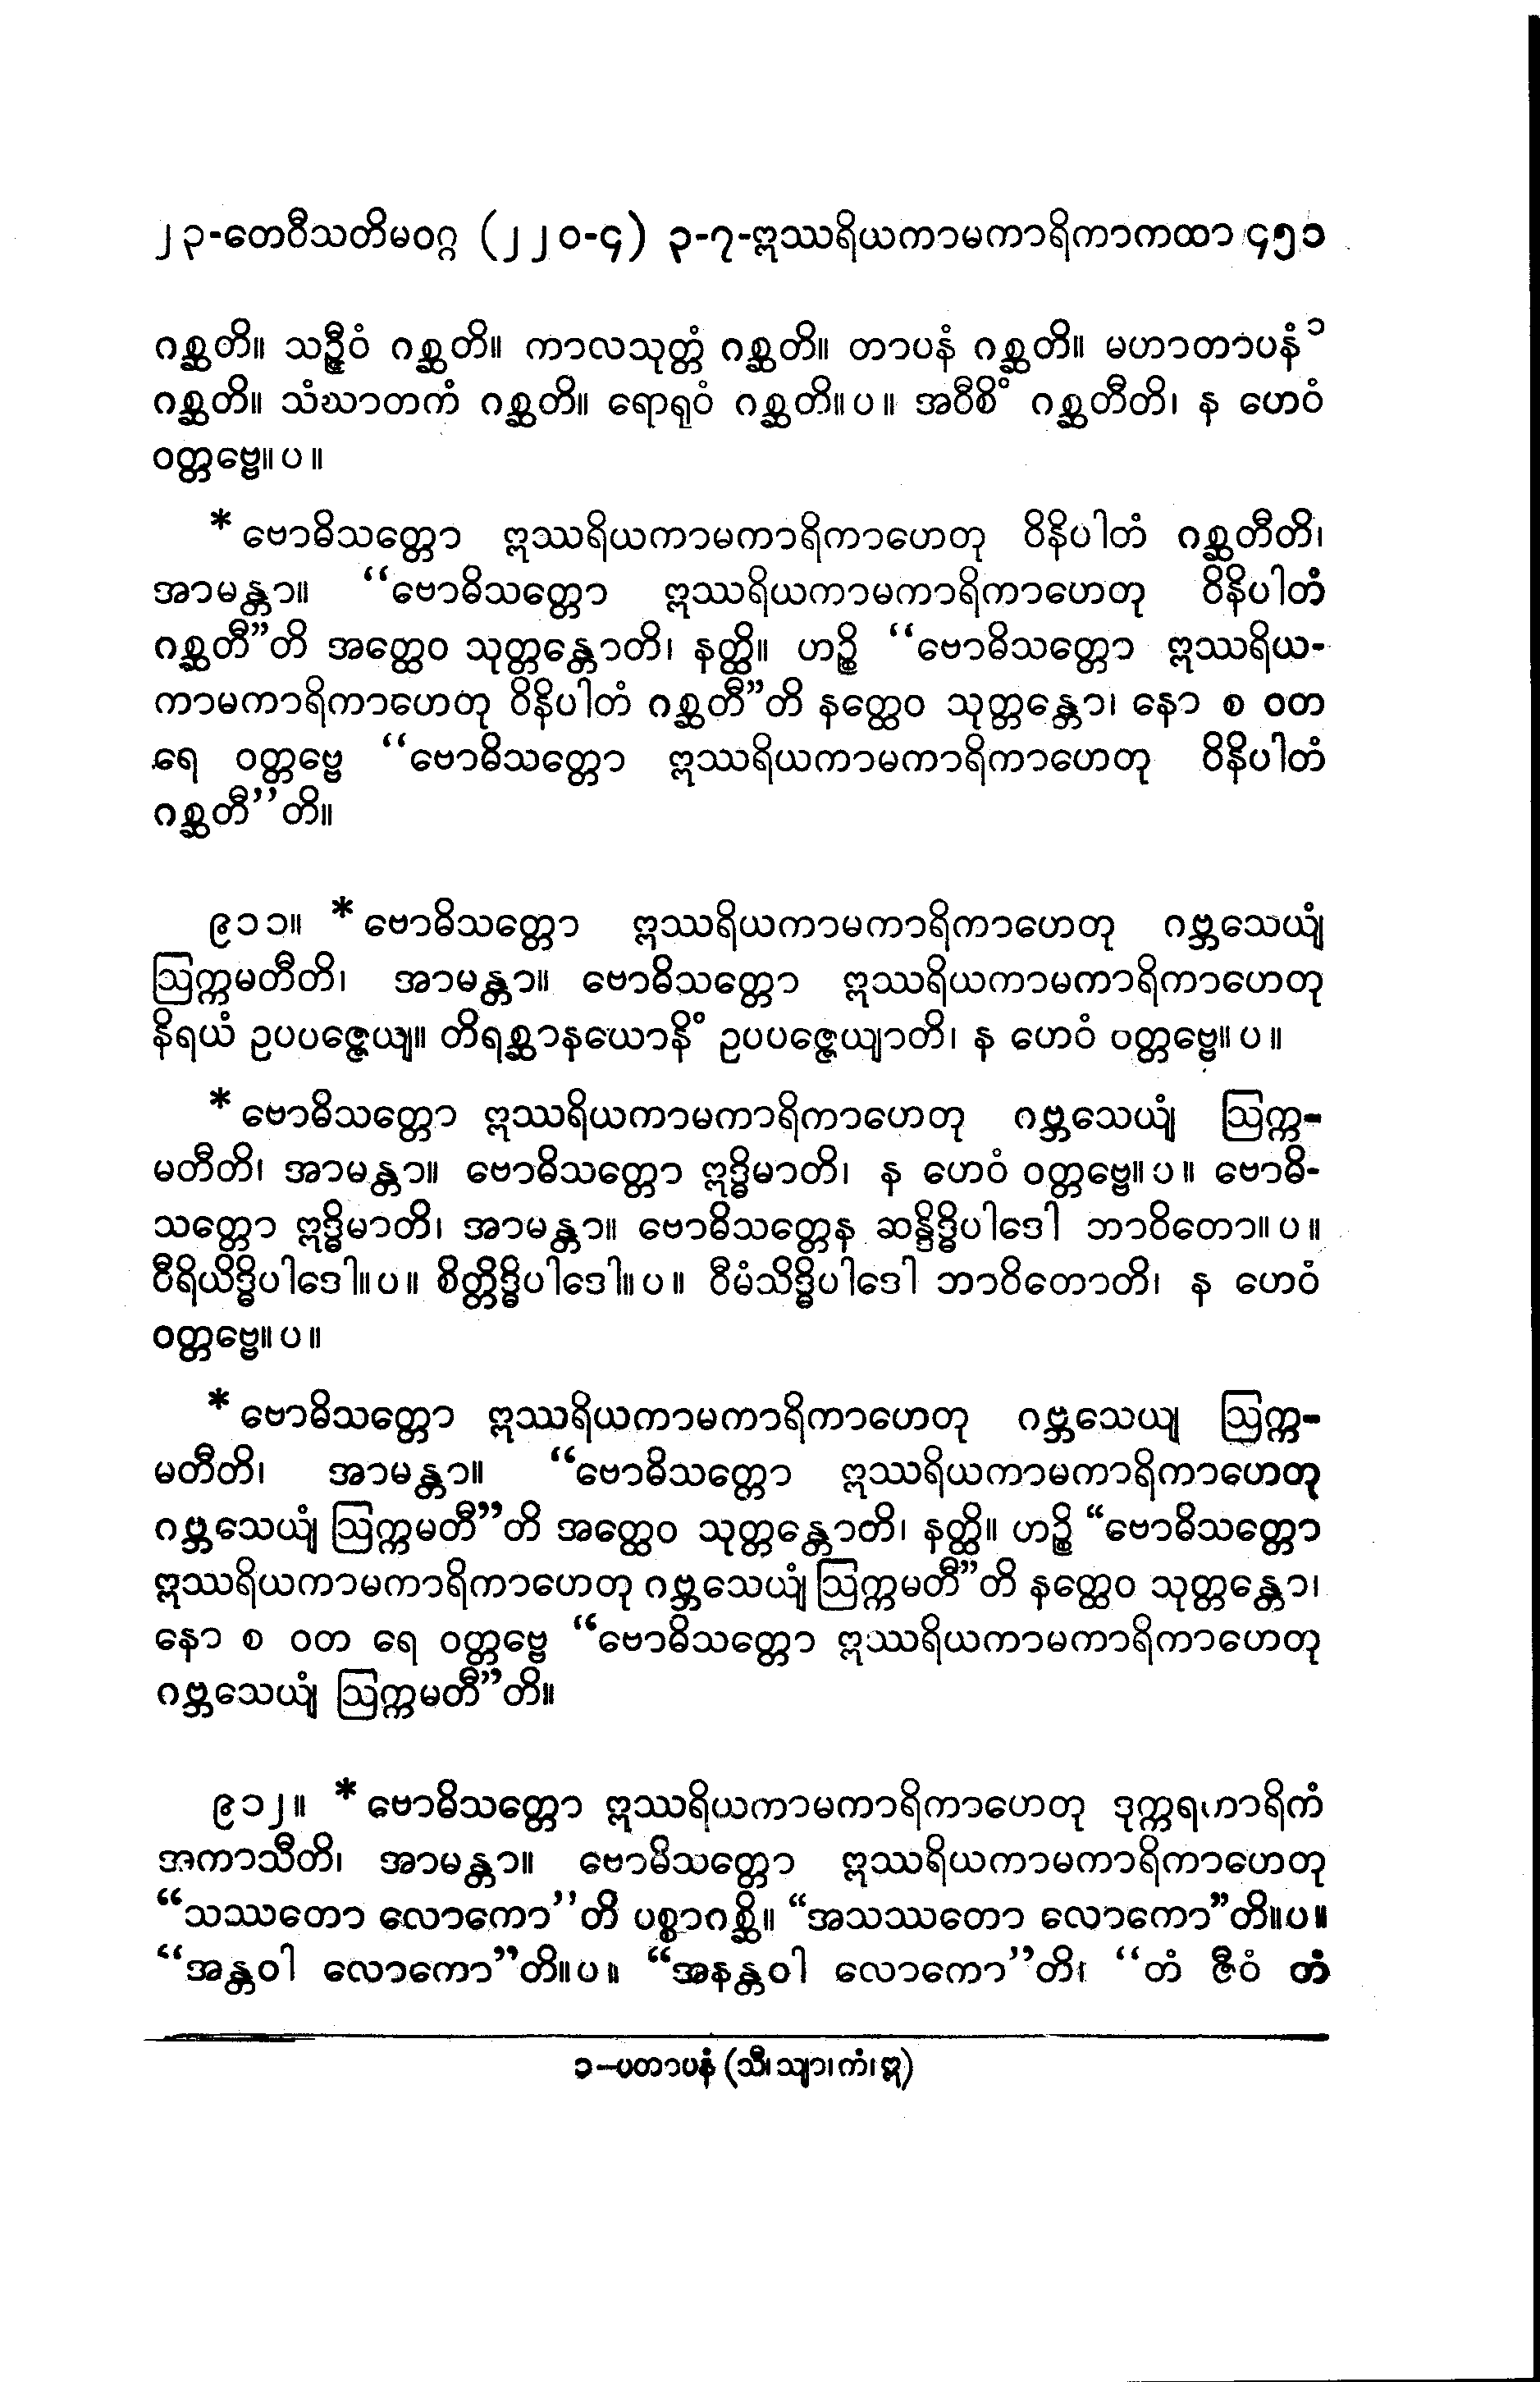 ၂၃-တေဝီသတိမဝဂ္ဂ (၂၂၀-၄) ၃-၇-ဣဿရိယကာမကာရိကာကထာ ၄၅၁
ဂစ္ဆတိ။ သဉ္ဇီဝံ ဂစ္ဆတိ။ ကာလသုတ္တံ ဂစ္ဆတိ။ တာပနံ ဂစ္ဆတိ။ မဟာတာပနံ၁
ဂစ္ဆတိ။ သံဃာတကံ ဂစ္ဆတိ။ ရောရုဝံ ဂစ္ဆတိ။ပ။ အဝီစိံ ဂစ္ဆတီတိ၊ န ဟေဝံ
ဝတ္တဗ္ဗေ။ပ။
* ဗောဓိသတ္တော ဣဿရိယကာမကာရိကာဟေတု ဝိနိပါတံ ဂစ္ဆတီတိ၊
အာမန္တာ။ “ဗောဓိသတ္တော ဣဿရိယကာမကာရိကာဟေတု ဝိနိပါတံ
ဂစ္ဆတီ”တိ အတ္ထေဝ သုတ္တန္တောတိ၊ နတ္ထိ။ ဟဉ္စိ “ဗောဓိသတ္တော ဣဿရိယ-
ကာမကာရိကာဟေတု ဝိနိပါတံ ဂစ္ဆတီ”တိ နတ္ထေဝ သုတ္တန္တော၊ နော စ ဝတ
ရေ ဝတ္တဗ္ဗေ “ဗောဓိသတ္တော ဣဿရိယကာမကာရိကာဟေတု ဝိနိပါတံ
ဂစ္ဆတီ”တိ။
၉၁၁။ * ဗောဓိသတ္တော ဣဿရိယကာမကာရိကာဟေတု ဂဗ္ဘသေယျံ
ဩက္ကမတီတိ၊ အာမန္တာ။ ဗောဓိသတ္တော ဣဿရိယကာမကာရိကာဟေတု
နိရယံ ဥပပဇ္ဇေယျ။ တိရစ္ဆာနယောနိံ ဥပပဇ္ဇေယျာတိ၊ န ဟေဝံ ဝတ္တဗ္ဗေ။ပ။
* ဗောဓိသတ္တော ဣဿရိယကာမကာရိကာဟေတု ဂဗ္ဘသေယျံ ဩက္က-
မတီတိ၊ အာမန္တာ။ ဗောဓိသတ္တော ဣဒ္ဓိမာတိ၊ န ဟေဝံ ဝတ္တဗ္ဗေ။ပ။ ဗောဓိ-
သတ္တော ဣဒ္ဓိမာတိ၊ အာမန္တာ။ ဗောဓိသတ္တေန ဆန္ဒိဒ္ဓိပါဒေါ ဘာဝိတော။ပ။
ဝီရိယိဒ္ဓိပါဒေါ။ပ။ စိတ္တိဒ္ဓိပါဒေါ။ပ။ ဝီမံသိဒ္ဓိပါဒေါ ဘာဝိတောတိ၊ န ဟေဝံ
ဝတ္တဗ္ဗေ။ပ။
* ဗောဓိသတ္တော ဣဿရိယကာမကာရိကာဟေတု ဂဗ္ဘသေယျ ဩက္က-
မတီတိ၊ အာမန္တာ။ “ဗောဓိသတ္တော ဣဿရိယကာမကာရိကာဟေတု
ဂဗ္ဘသေယျံ ဩက္ကမတီ”တိ အတ္ထေဝ သုတ္တန္တောတိ၊ နတ္ထိ။ ဟဉ္စိ “ဗောဓိသတ္တော
ဣဿရိယကာမကာရိကာဟေတု ဂဗ္ဘသေယျံ ဩက္ကမတီ”တိ နတ္ထေဝ သုတ္တန္တော၊
နော စ ဝတ ရေ ဝတ္တဗ္ဗေ “ဗောဓိသတ္တော ဣဿရိယကာမကာရိကာဟေတု
ဂဗ္ဘသေယျံ ဩက္ကမတီ”တိ။
၉၁၂။ * ဗောဓိသတ္တော ဣဿရိယကာမကာရိကာဟေတု ဒုက္ကရဟာရိကံ
အကာသီတိ၊ အာမန္တာ။ ဗောဓိသတ္တော ဣဿရိယကာမကာရိကာဟေတု
“သဿတော လောကော”တိ ပစ္စာဂစ္ဆိ။ “အသဿတော လောကော”တိ။ပ။
“အန္တဝါ လောကော”တိ။ပ။ “အနန္တဝါ လောကော”တိ၊ “တံ ဇီဝံ တံ
၁-ပတာပနံ (သီ၊သျာ၊ကံ၊ဣ)